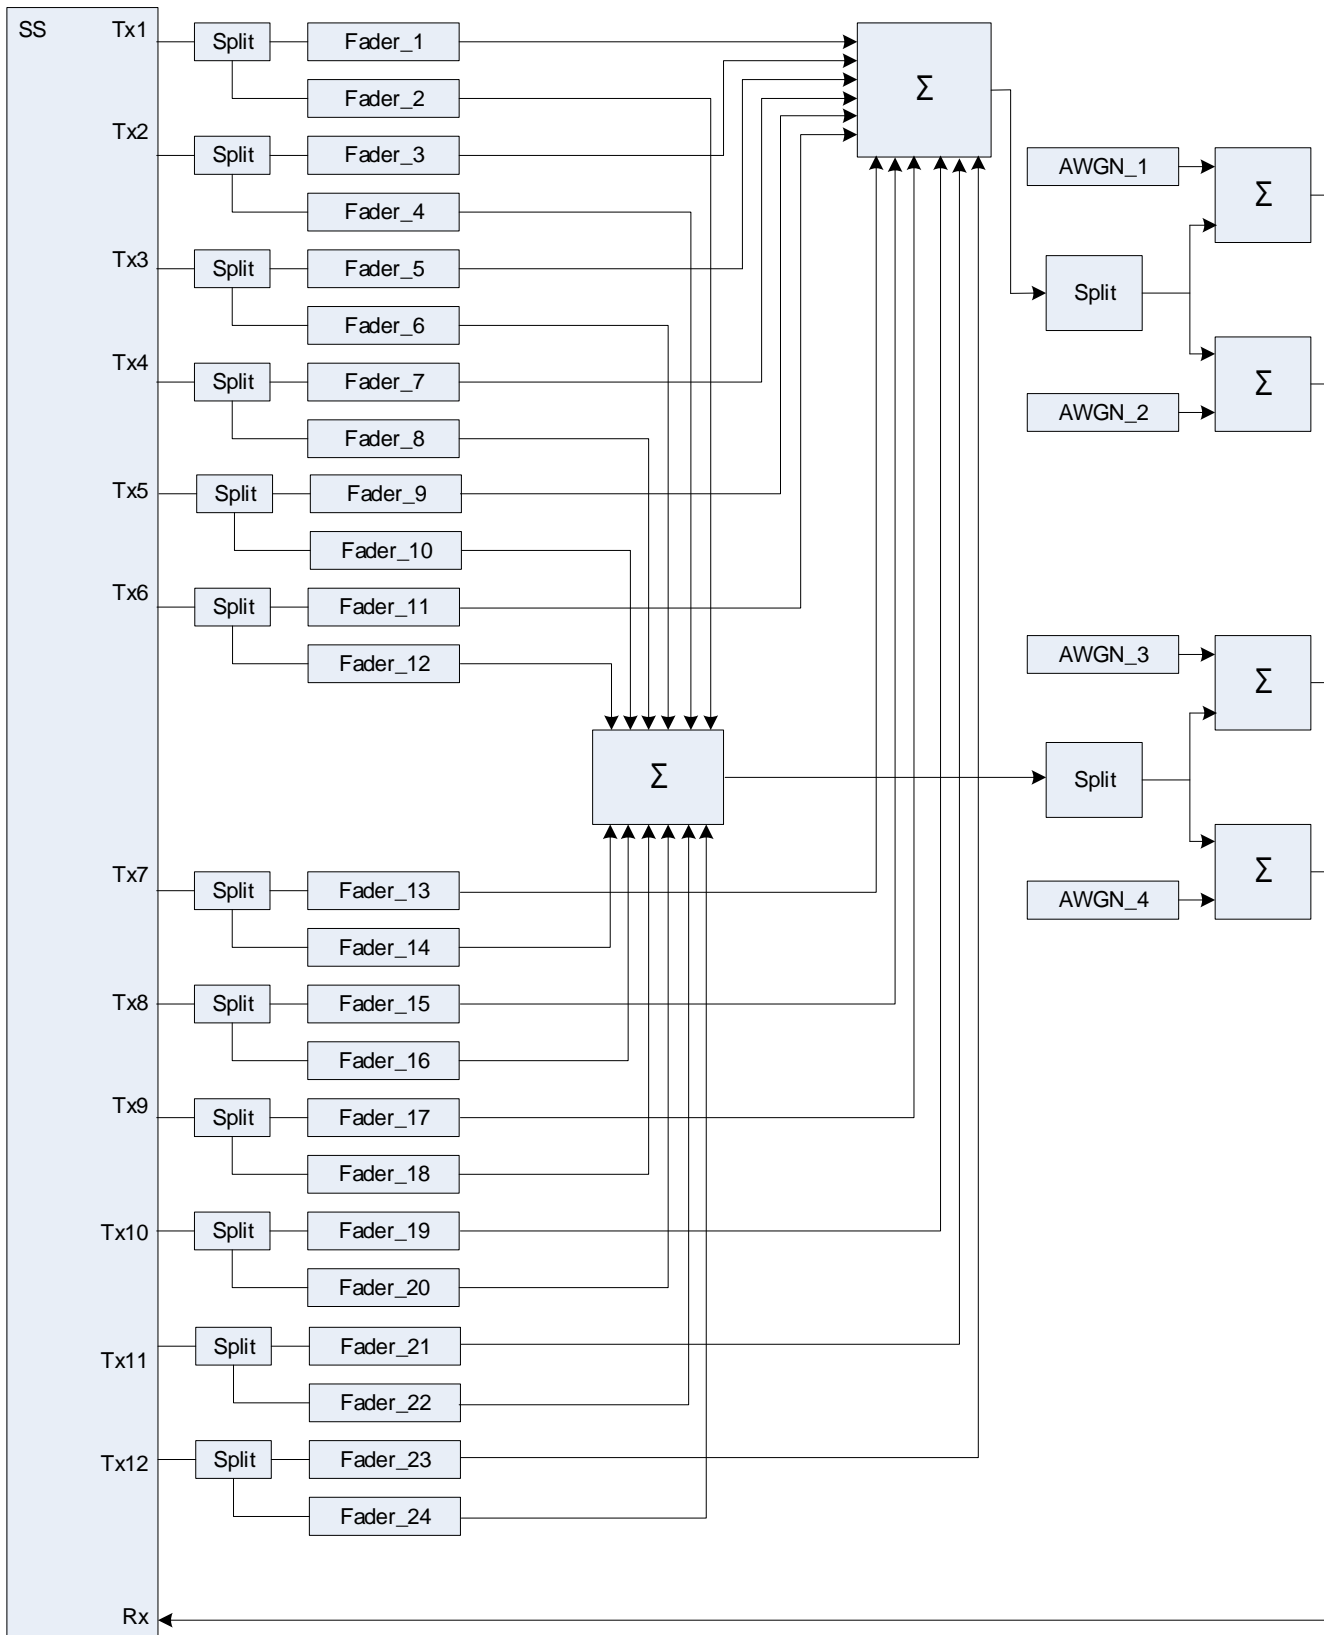 SS
Tx1
Split
Fader_1
Fader_2
Tx2
Split
Fader_3
Fader_4
Tx3
Split
Fader_5
Fader_6
Tx4
Split
Fader_7
Fader_8
Tx5
Split
Fader_9
Fader_10
Tx6
Split
Fader_11
Fader_12
Σ
AWGN_1
Σ
Split
Σ
AWGN_2
Σ
AWGN_3
Σ
Split
Σ
AWGN_4
Tx7
Split
Fader_13
Fader_14
Tx8
Split
Fader_15
Fader_16
Tx9
Split
Fader_17
Fader_18
Tx10
Split
Fader_19
Fader_20
Tx11
Split
Fader_21
Fader_22
Tx12
Split
Fader_23
Fader_24
Rx